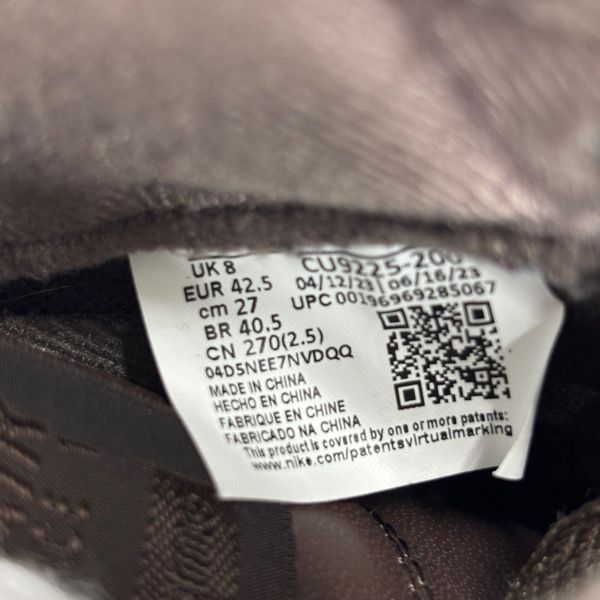 UK 8
EUR 42.5
cm 27
BR 40.5
CN 270(2.5)
04D5NEE7NVDQQ
CU9225-200
04/12/23 | 06/16/23
UPC 00196969285067
MADE IN CHINA
HECHO EN CHINA
FABRIQUE EN CHINE
FABRICADO NA CHINA
This product is covered by one or more patents:
www.nike.com/patentsvirtualmarking